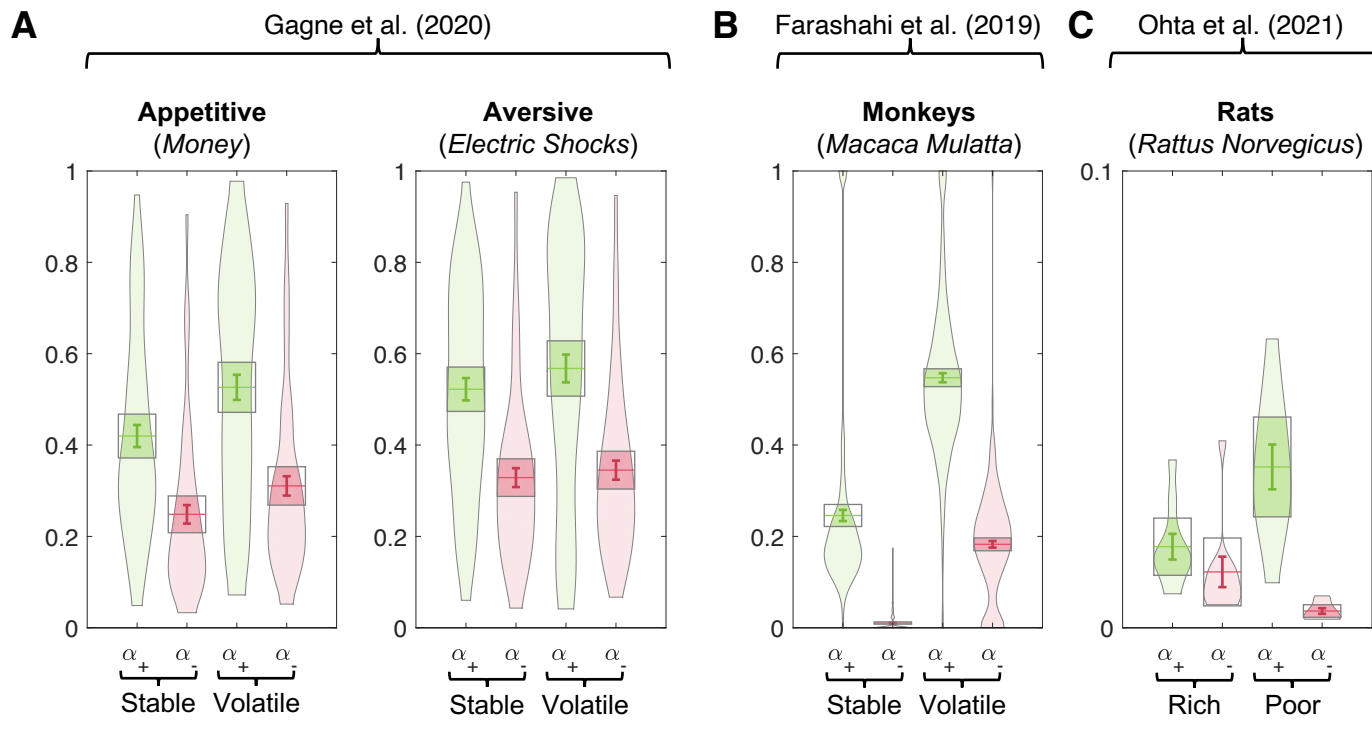 A Gagne et al. (2020)
B Farashahi et al. (2019)
C Ohta et al. (2021)
Appetitive
(Money)
Aversive
(Electric Shocks)
Monkeys
(Macaca Mulatta)
Rats
(Rattus Norvegicus)
1
0.8
0.6
0.4
0.2
0
α+ α- α+ α-
Stable Volatile
1
0.8
0.6
0.4
0.2
0
α+ α- α+ α-
Stable Volatile
1
0.8
0.6
0.4
0.2
0
α+ α- α+ α-
Stable Volatile
0.1
0
α+ α- α+ α-
Rich Poor